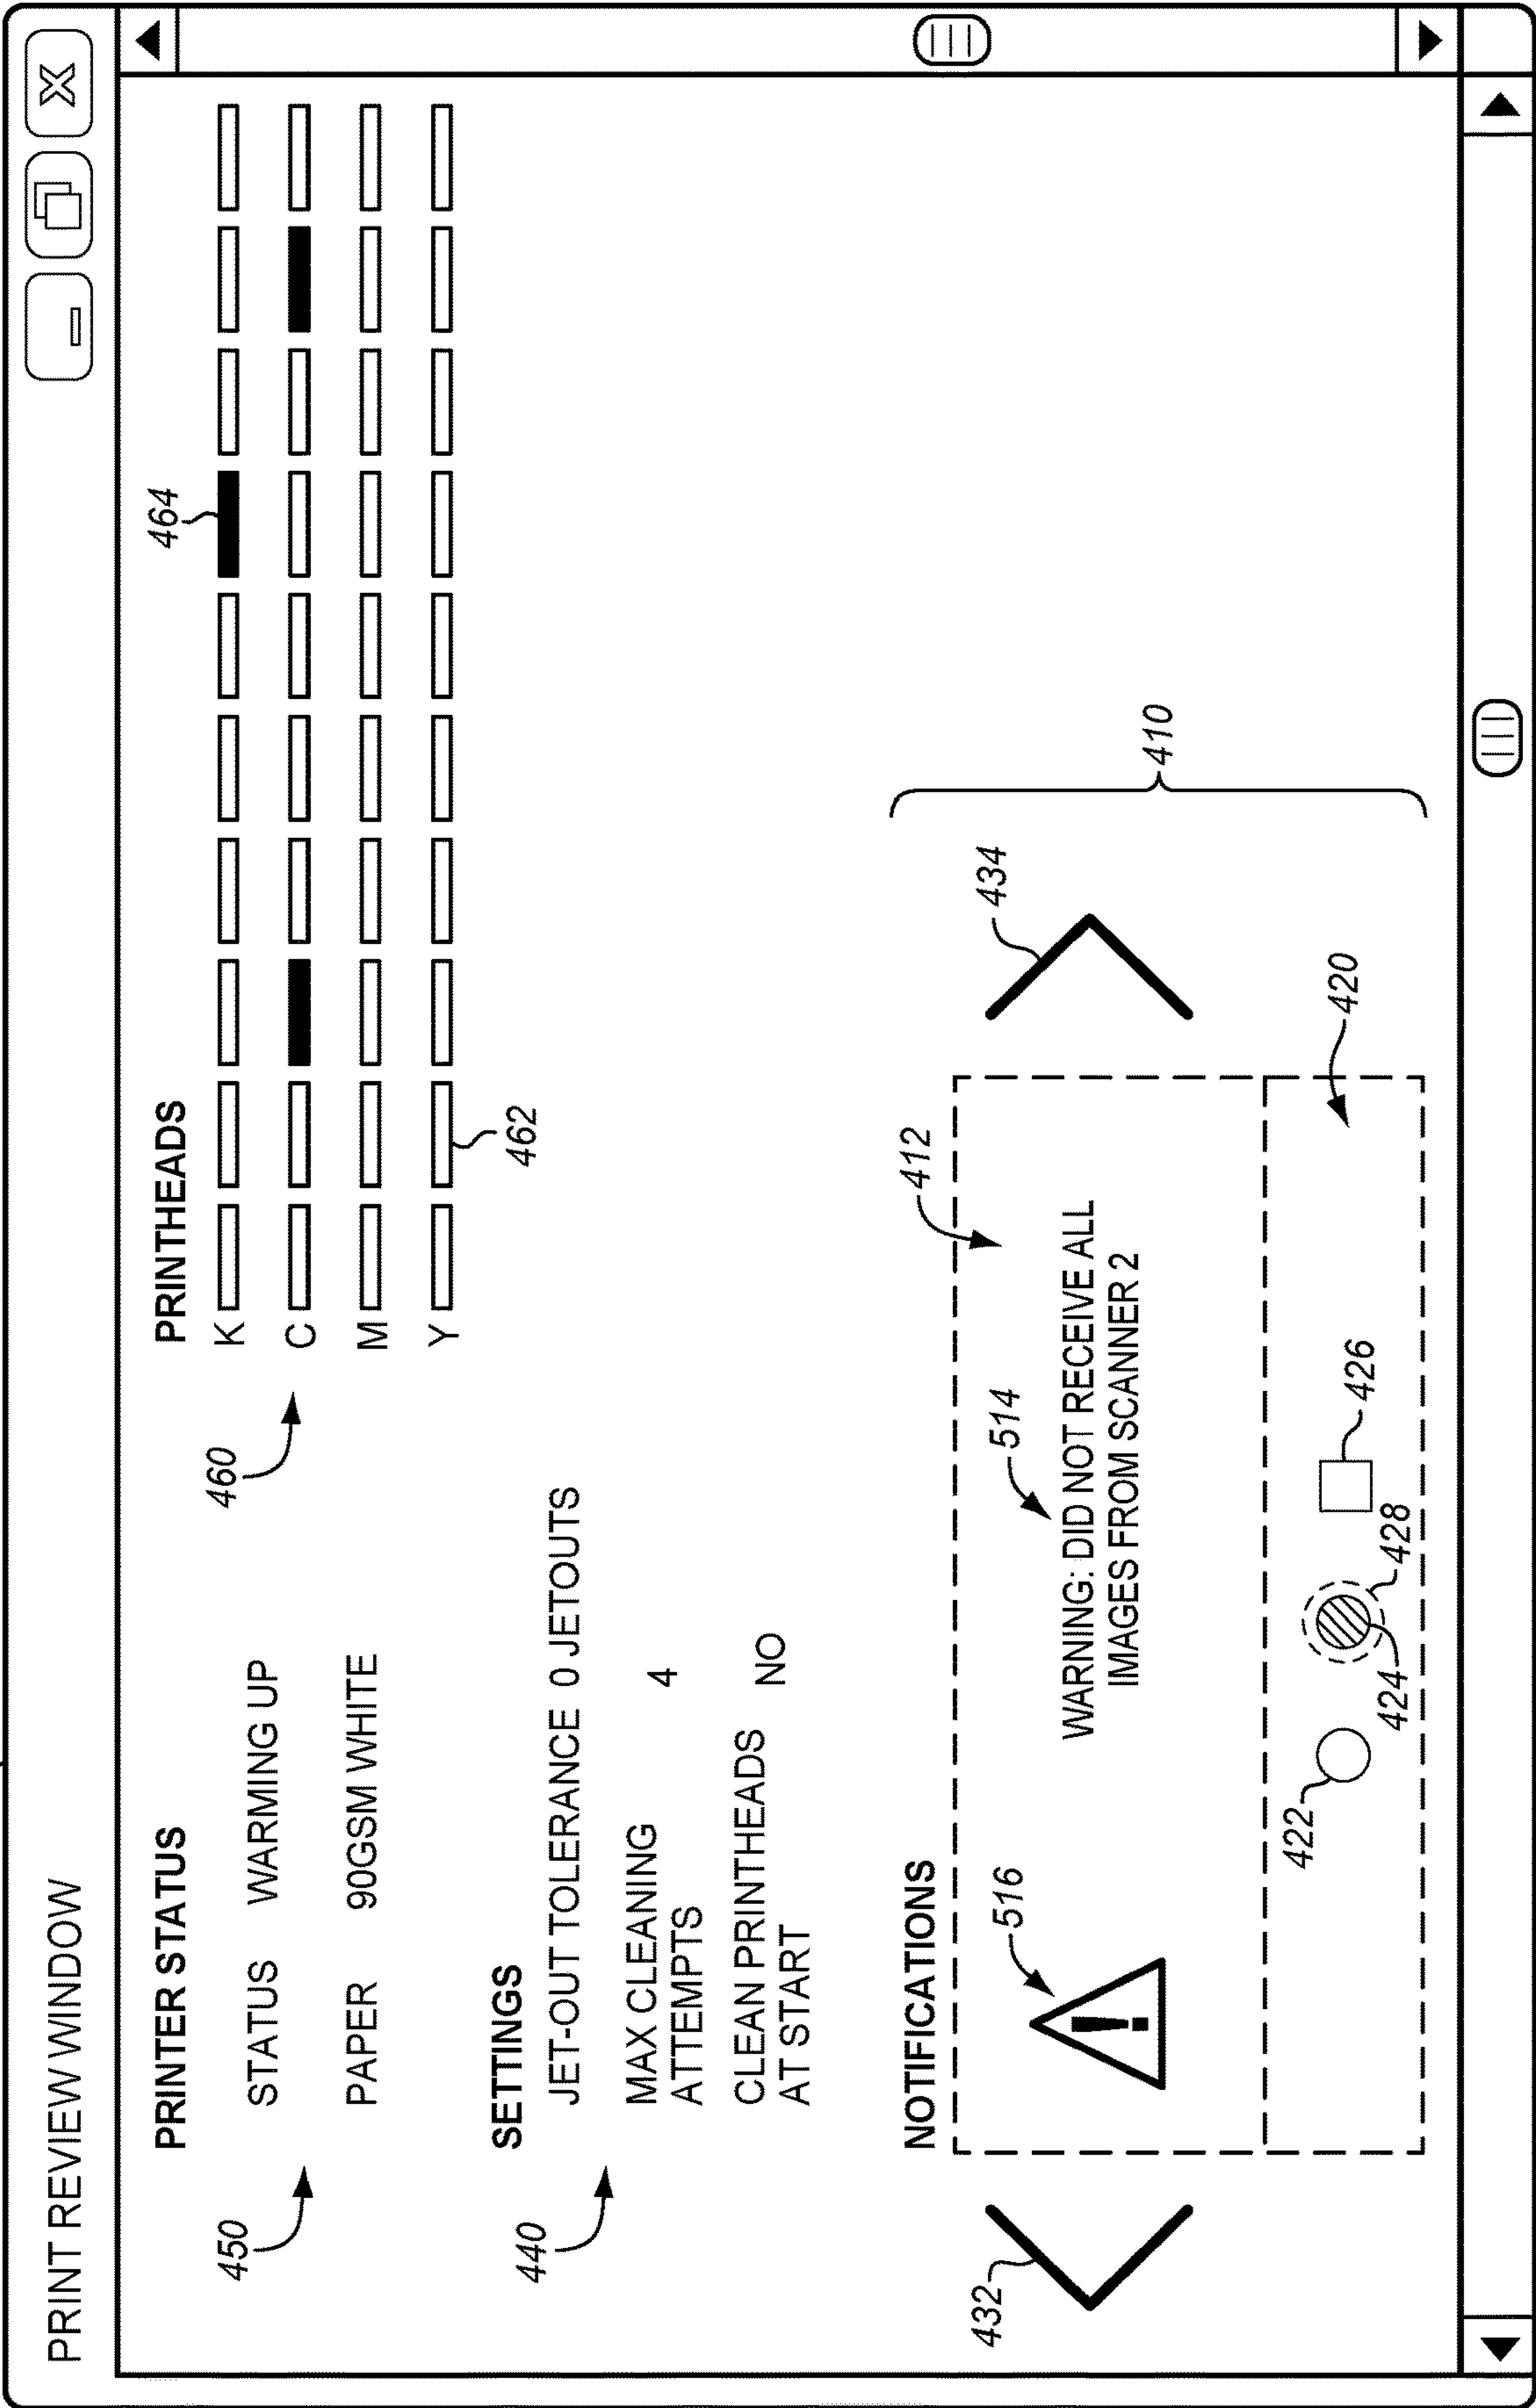 PRINT REVIEW WINDOW
X
PRINTER STATUS
450
STATUS WARMING UP
PAPER 90GSM WHITE
SETTINGS
440
JET-OUT TOLERANCE 0 JETOUTS
MAX CLEANING
ATTEMPTS
4
CLEAN PRINTHEADS
AT START
NO
PRINTHEADS
464
460
K
C
M
Y
462
NOTIFICATIONS
412
432
516
!
514
WARNING: DID NOT RECEIVE ALL
IMAGES FROM SCANNER 2
434
410
420
422
424
428
426